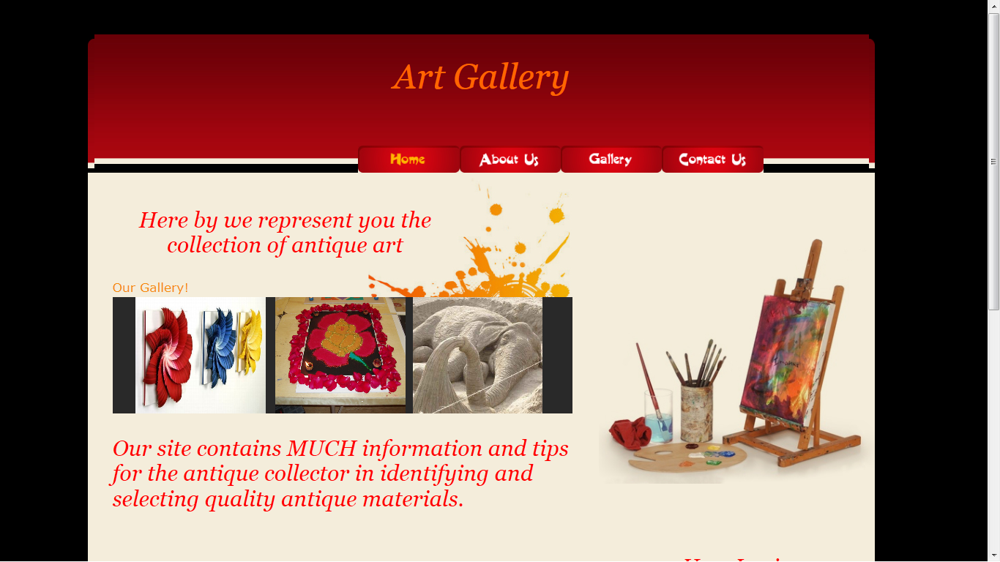 Art Gallery
Home About Us Gallery Contact Us
Here by we represent you the
collection of antique art
Our Gallery!
Our site contains MUCH information and tips
for the antique collector in identifying and
selecting quality antique materials.